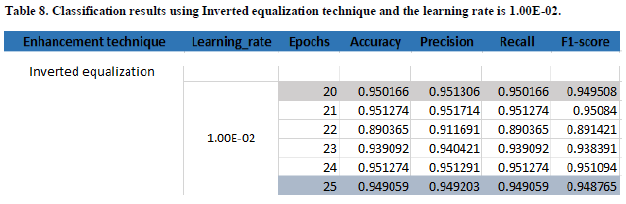 Table 8. Classification results using Inverted equalization technique and the learning rate is 1.00E-02.
Enhancement technique Learning_rate Epochs Accuracy Precision Recall F1-score
Inverted equalization
20 0.950166 0.951306 0.950166 0.949508
21 0.951274 0.951714 0.951274 0.95084
22 0.890365 0.911691 0.890365 0.891421
1.00E-02
23 0.939092 0.940421 0.939092 0.938391
24 0.951274 0.951291 0.951274 0.951094
25 0.949059 0.949203 0.949059 0.948765